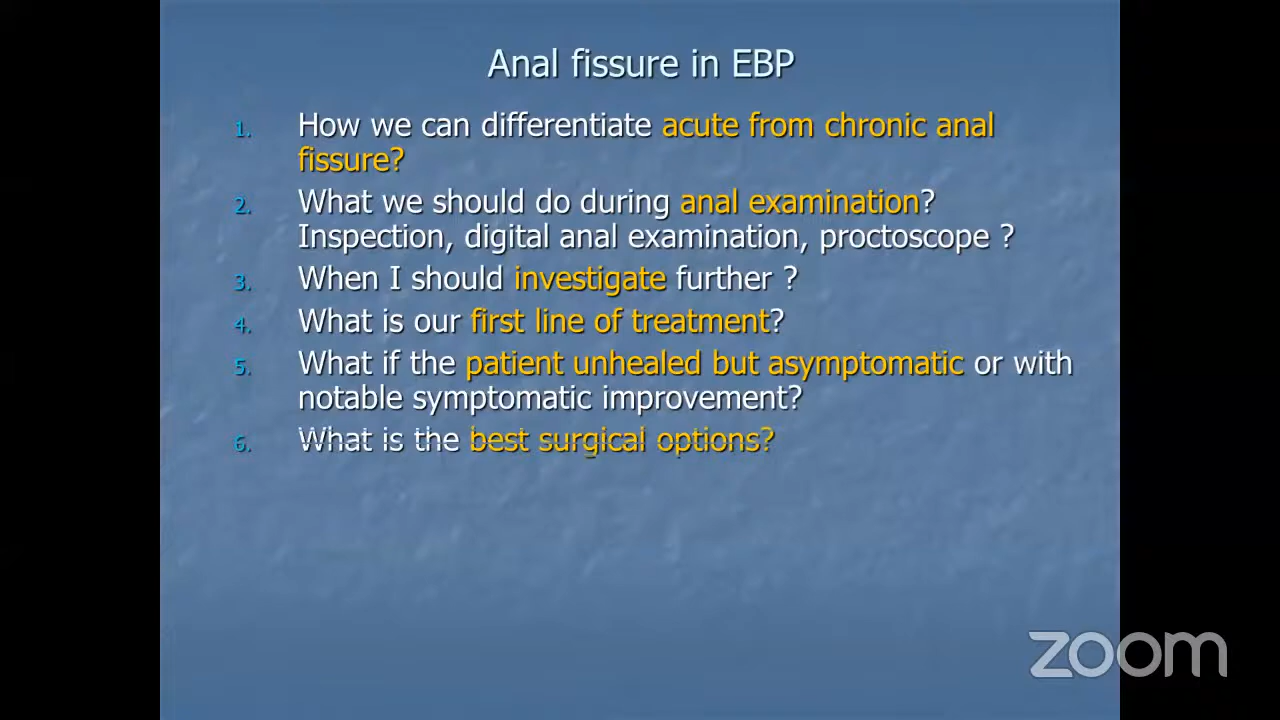 Anal fissure in EBP
1. How we can differentiate acute from chronic anal
fissure?
2. What we should do during anal examination?
Inspection, digital anal examination, proctoscope ?
3. When I should investigate further ?
4. What is our first line of treatment?
5. What if the patient unhealed but asymptomatic or with
notable symptomatic improvement?
6. What is the best surgical options?
zoom